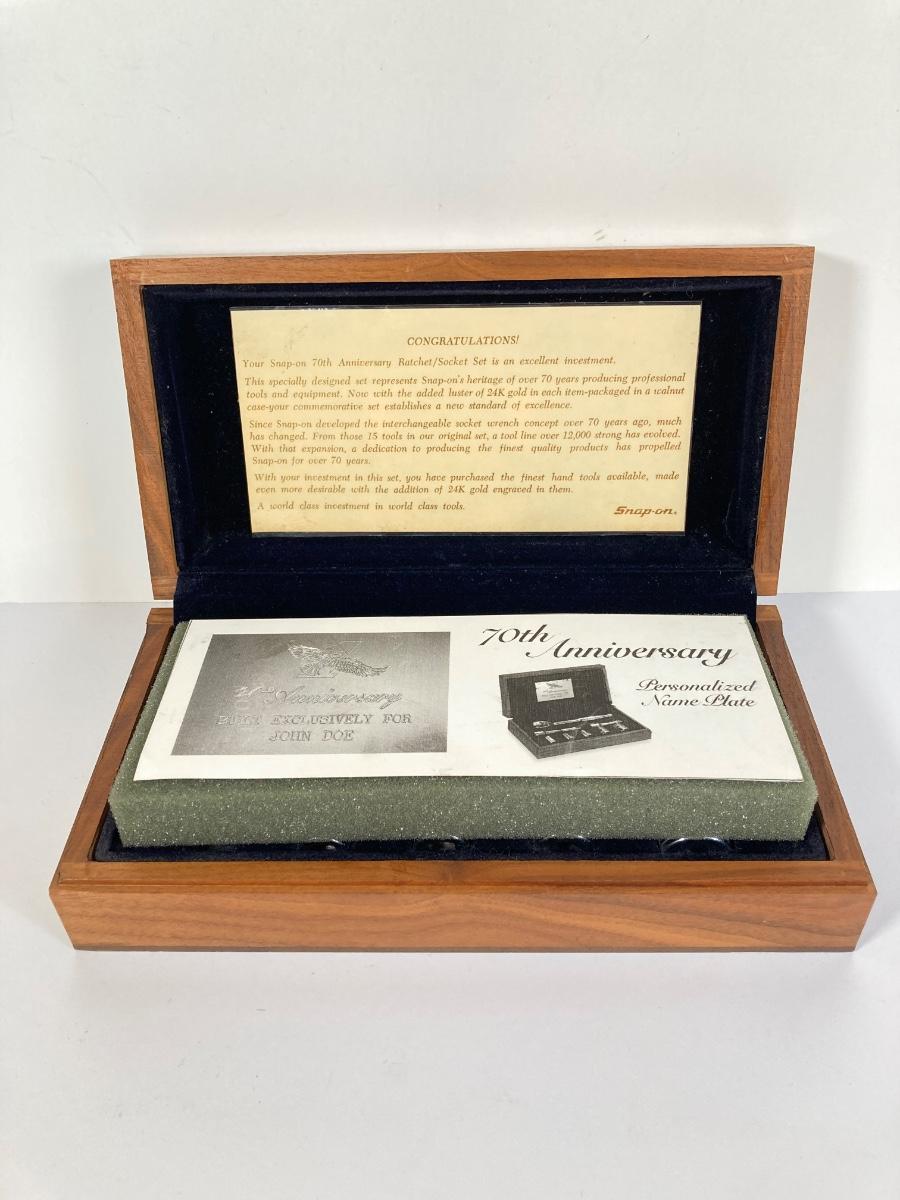 CONGRATULATIONS!
Your Snap-on 70th Anniversary Ratchet/Socket Set is an excellent investment.
This specially designed set represents Snap-on's heritage of over 70 years producing professional
tools and equipment. Now with the added luster of 24K gold in each item-packaged in a walnut
case-your commemorative set establishes a new standard of excellence.
Since Snap-on developed the interchangeable socket wrench concept over 70 years ago, much
has changed. From those 15 tools in our original set, a tool line over 12,000 strong has evolved.
With that expansion, a dedication to producing the finest quality products has propelled
Snap-on for over 70 years.
With your investment in this set, you have purchased the finest hand tools available, made
even more desirable with the addition of 24K gold engraved in them.
A world class investment in world class tools.
Snap-on®
70th Anniversary
BUILT EXCLUSIVELY FOR
JOHN DOE
70th
Anniversary
Personalized
Name Plate